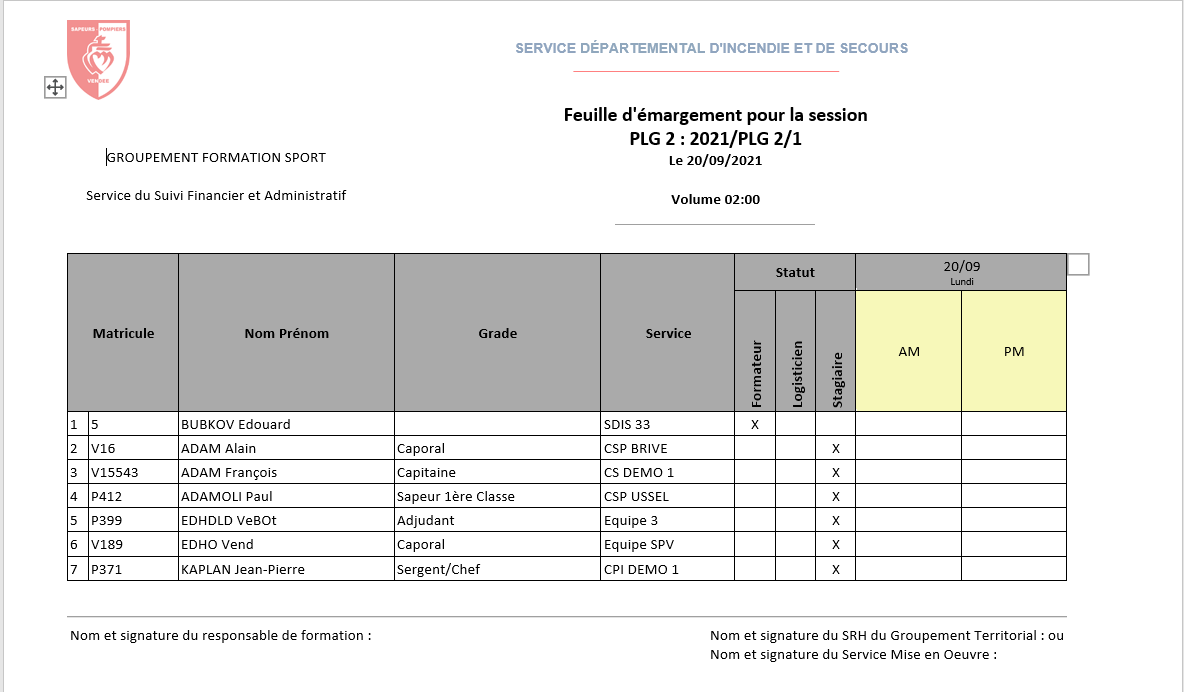 SAPEURS - POMPIERS
VENDEE
SERVICE DÉPARTEMENTAL D'INCENDIE ET DE SECOURS
Feuille d'émargement pour la session
PLG 2 : 2021/PLG 2/1
Le 20/09/2021
GROUPEMENT FORMATION SPORT
Service du Suivi Financier et Administratif
Volume 02:00
Matricule Nom Prénom Grade Service Statut 20/09
Lundi
Formateur Logisticien Stagiaire AM PM
1 5 BUBKOV Edouard SDIS 33 X
2 V16 ADAM Alain Caporal CSP BRIVE X
3 V15543 ADAM François Capitaine CS DEMO 1 X
4 P412 ADAMOLI Paul Sapeur 1ère Classe CSP USSEL X
5 P399 EDHDLD VeBOt Adjudant Equipe 3 X
6 V189 EDHO Vend Caporal Equipe SPV X
7 P371 KAPLAN Jean-Pierre Sergent/Chef CPI DEMO 1 X
Nom et signature du responsable de formation : Nom et signature du SRH du Groupement Territorial : ou
Nom et signature du Service Mise en Oeuvre :